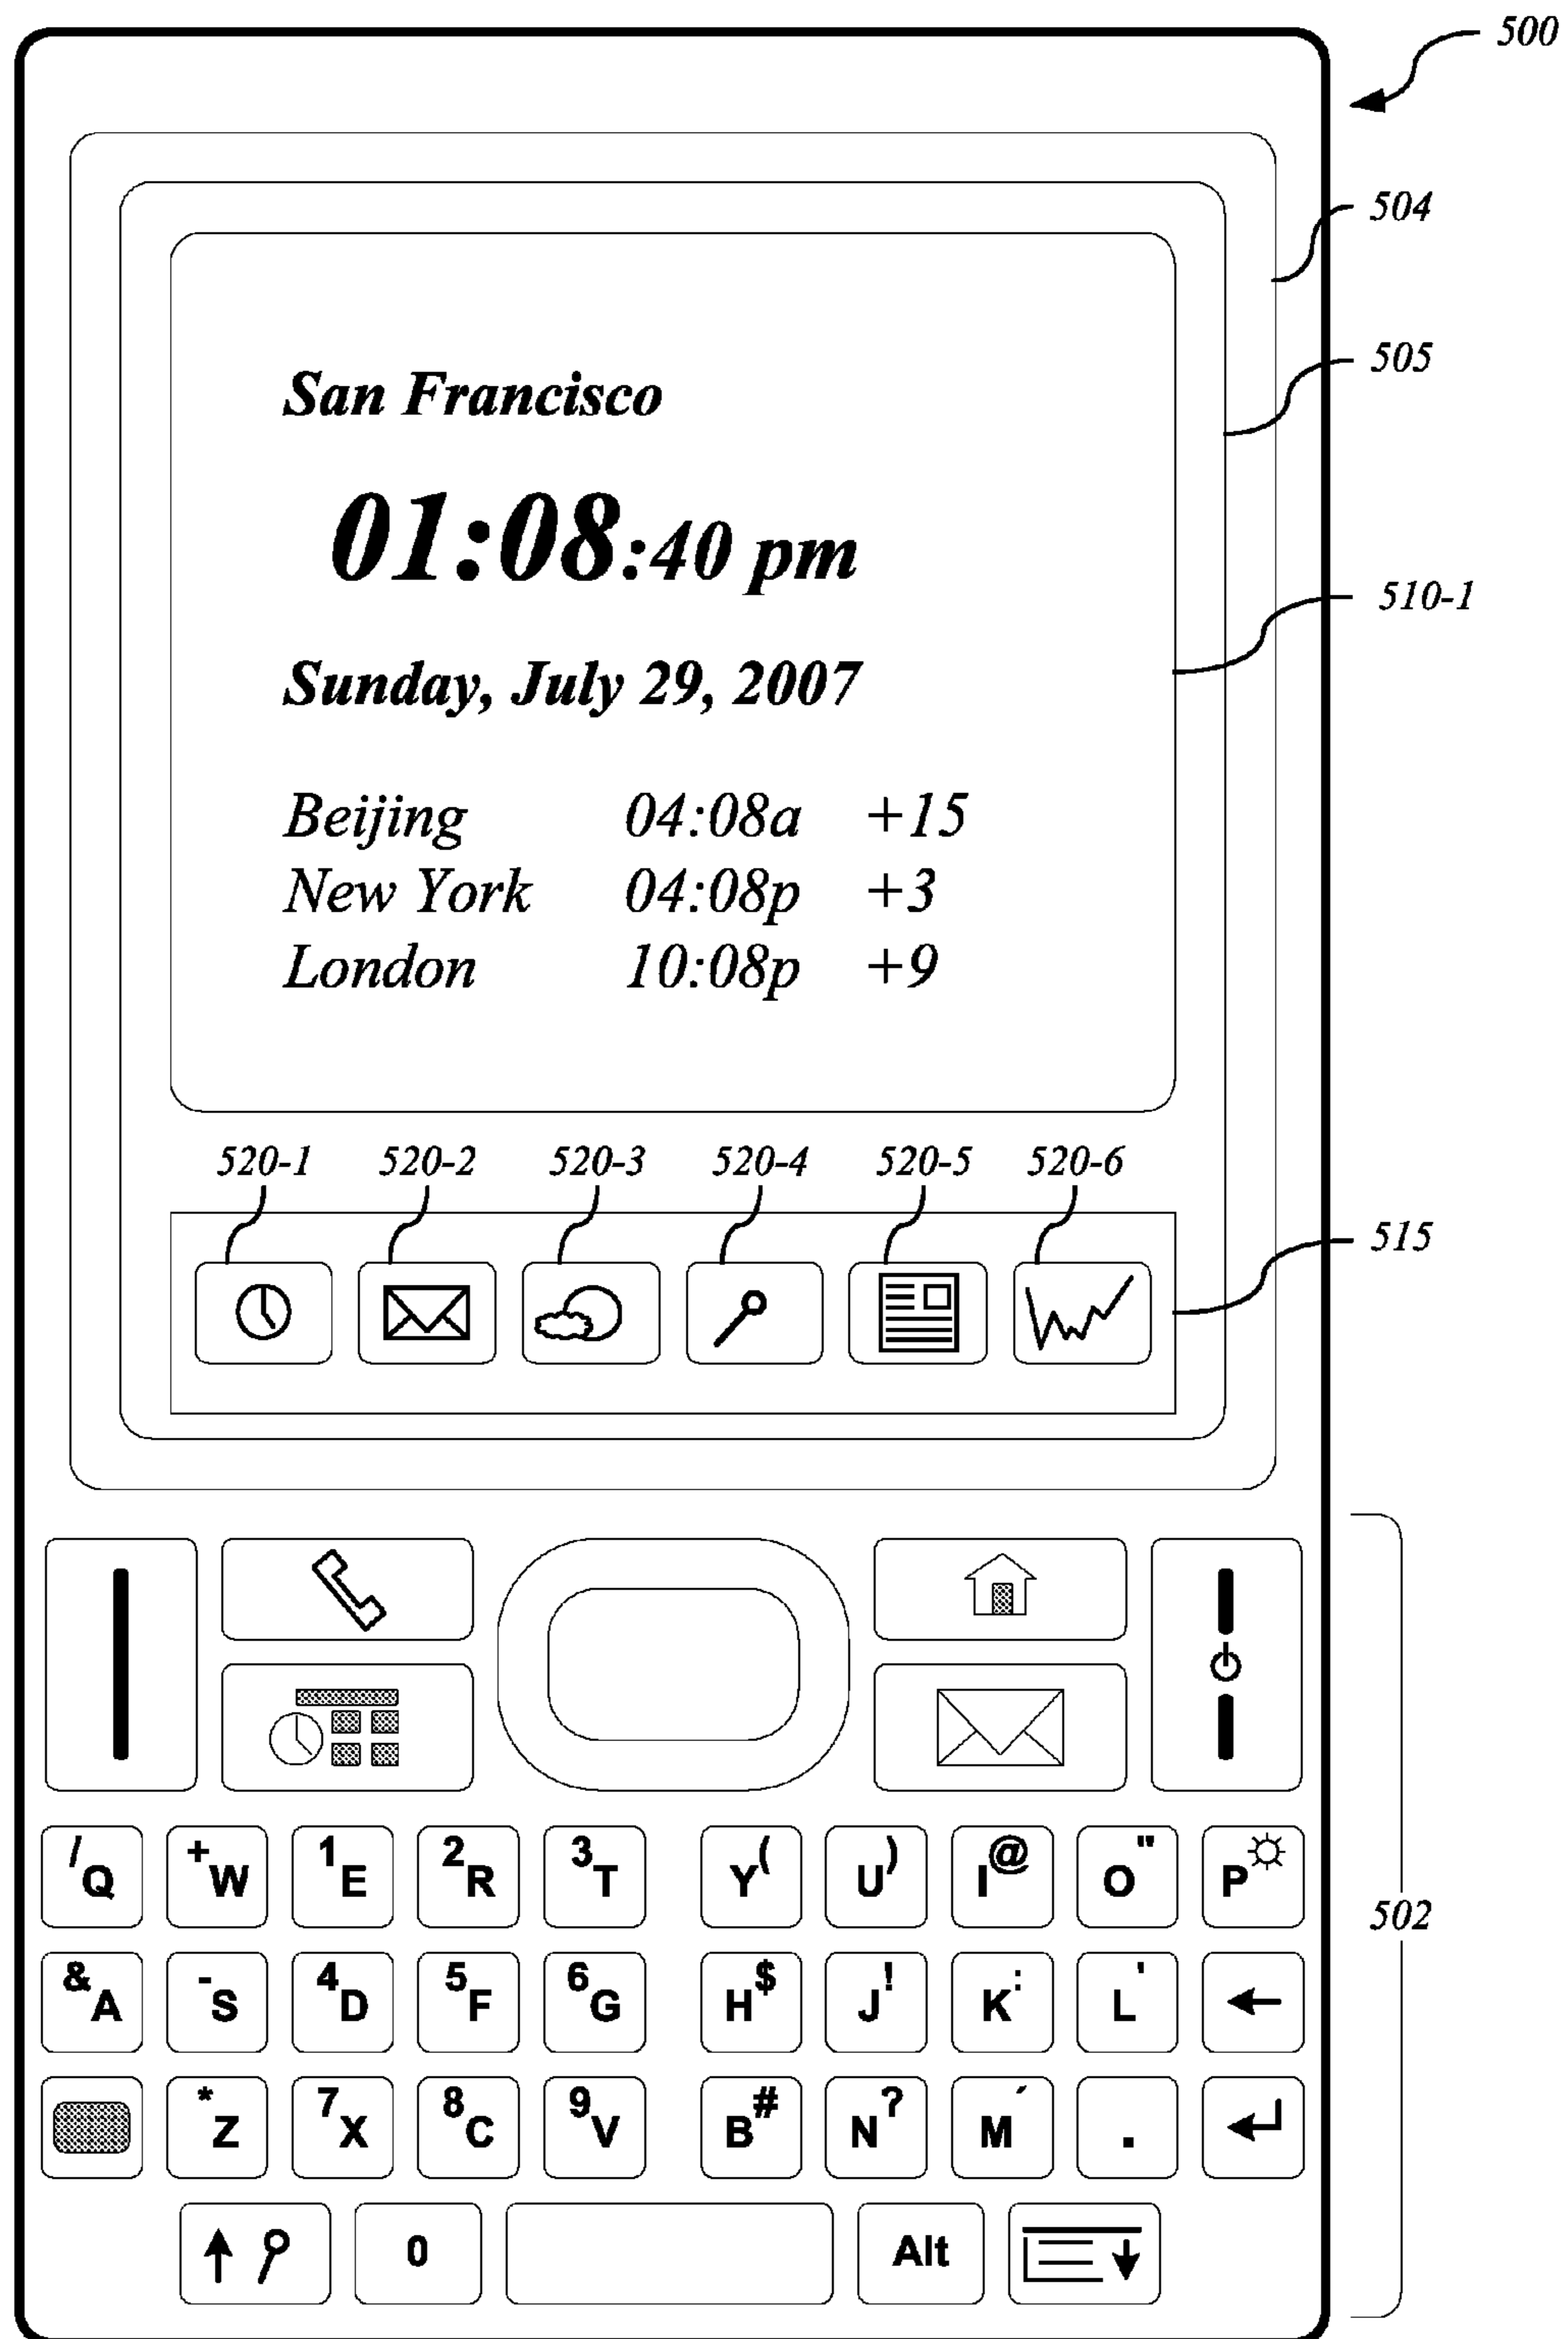 500
504
505
San Francisco
01:08:40 pm
510-1
Sunday, July 29, 2007
Beijing 04:08a +15
New York 04:08p +3
London 10:08p +9
520-1 520-2 520-3 520-4 520-5 520-6
515
/Q +W 1E 2R 3T Y( U) I@ O" P
502
&A -S 4D 5F 6G H$ J! K: L'
*Z 7X 8C 9V B# N? M´ .
0 Alt